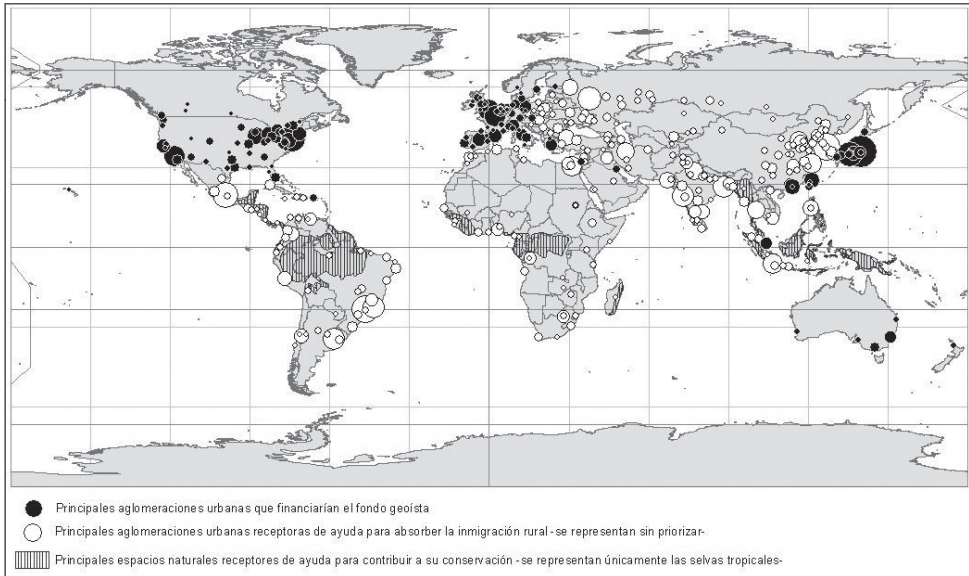 Principales aglomeraciones urbanas que financiarían el fondo geoísta
Principales aglomeraciones urbanas receptoras de ayuda para absorber la inmigración rural -se representan sin priorizar-
Principales espacios naturales receptores de ayuda para contribuir a su conservación -se representan únicamente las selvas tropicales-